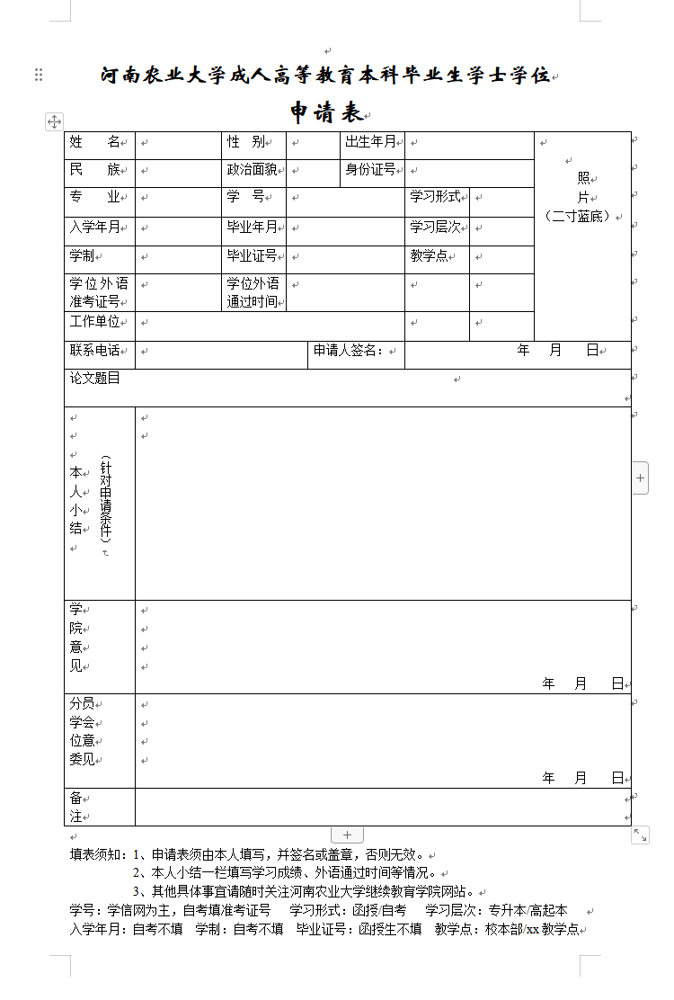 河南农业大学成人高等教育本科毕业生学士学位
申请表
姓 名 性 别 出生年月
照
片
（二寸蓝底）
民 族 政治面貌 身份证号
专 业 学 号 学习形式
入学年月 毕业年月 学习层次
学制 毕业证号 教学点
学位外语
准考证号
学位外语
通过时间
工作单位
联系电话 申请人签名： 年 月 日
论文题目
本
人
小
结
（针对申请条件）
学
院
意
见
年 月 日
分员
学会
位意
委见
年 月 日
备
注
填表须知：1、申请表须由本人填写，并签名或盖章，否则无效。
2、本人小结一栏填写学习成绩、外语通过时间等情况。
3、其他具体事宜请随时关注河南农业大学继续教育学院网站。
学号：学信网为主，自考填准考证号 学习形式：函授/自考 学习层次：专升本/高起本
入学年月：自考不填 学制：自考不填 毕业证号：函授生不填 教学点：校本部/xx教学点